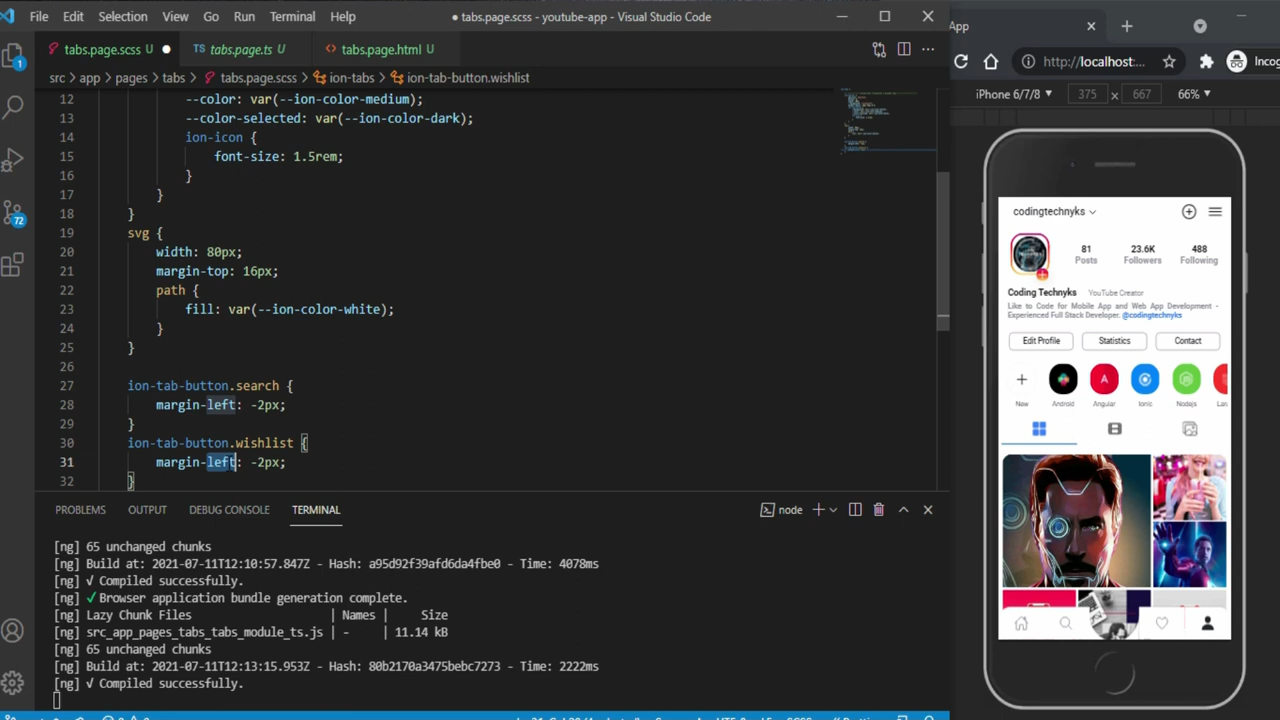 File Edit Selection View Go Run Terminal Help ● tabs.page.scss - youtube-app - Visual Studio Code
tabs.page.scss U ● TS tabs.page.ts U <> tabs.page.html U
src > app > pages > tabs > tabs.page.scss > ion-tabs > ion-tab-button.wishlist
12 --color: var(--ion-color-medium);
13 --color-selected: var(--ion-color-dark);
14 ion-icon {
15 font-size: 1.5rem;
16 }
17 }
18 }
19 svg {
20 width: 80px;
21 margin-top: 16px;
22 path {
23 fill: var(--ion-color-white);
24 }
25 }
26
27 ion-tab-button.search {
28 margin-left: -2px;
29 }
30 ion-tab-button.wishlist {
31 margin-left: -2px;
32 }
1
72
PROBLEMS OUTPUT DEBUG CONSOLE TERMINAL node
[ng] 65 unchanged chunks
[ng] Build at: 2021-07-11T12:10:57.847Z - Hash: a95d92f39afd6da4fbe0 - Time: 4078ms
[ng] √ Compiled successfully.
[ng] ✓ Browser application bundle generation complete.
[ng] Lazy Chunk Files | Names | Size
[ng] src_app_pages_tabs_tabs_module_ts.js | - | 11.14 kB
[ng] 65 unchanged chunks
[ng] Build at: 2021-07-11T12:13:15.953Z - Hash: 80b2170a3475bebc7273 - Time: 2222ms
[ng] √ Compiled successfully.
App
http://localhost:... Incog
iPhone 6/7/8 ▼ 375 × 667 66% ▼
codingtechnyks
81 23.6K 488
Posts Followers Following
Coding Technyks YouTube Creator
Like to Code for Mobile App and Web App Development -
Experienced Full Stack Developer. @codingtechnyks
Edit Profile Statistics Contact
New Android Angular Ionic Nodejs